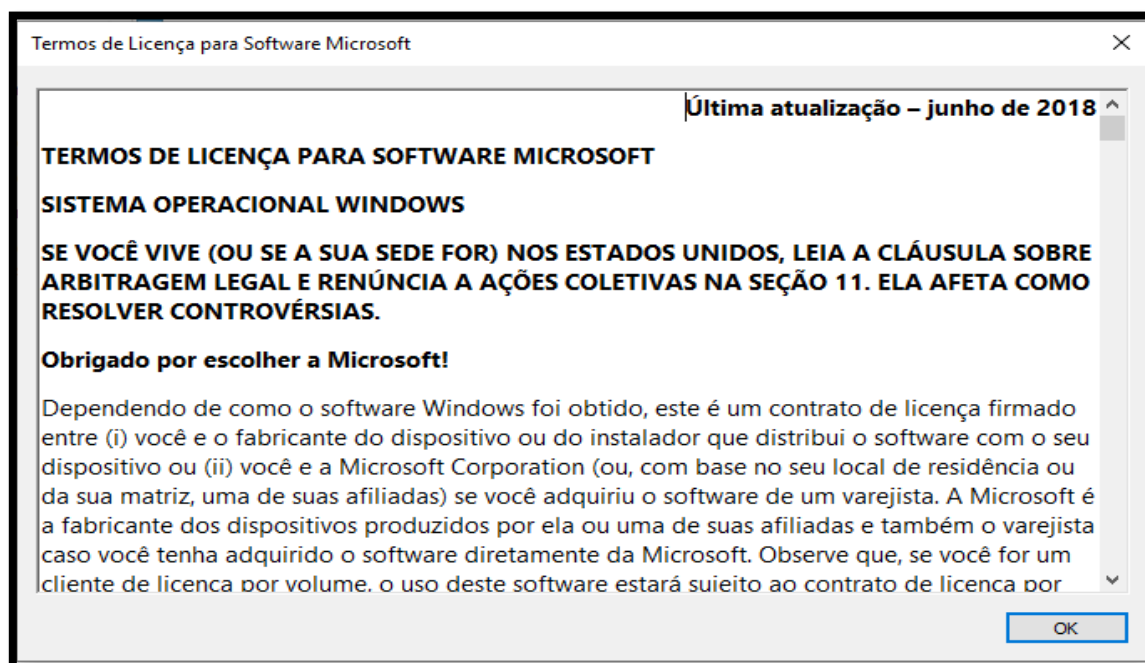 Termos de Licença para Software Microsoft
Última atualização – junho de 2018
TERMOS DE LICENÇA PARA SOFTWARE MICROSOFT
SISTEMA OPERACIONAL WINDOWS
SE VOCÊ VIVE (OU SE A SUA SEDE FOR) NOS ESTADOS UNIDOS, LEIA A CLÁUSULA SOBRE
ARBITRAGEM LEGAL E RENÚNCIA A AÇÕES COLETIVAS NA SEÇÃO 11. ELA AFETA COMO
RESOLVER CONTROVÉRSIAS.
Obrigado por escolher a Microsoft!
Dependendo de como o software Windows foi obtido, este é um contrato de licença firmado
entre (i) você e o fabricante do dispositivo ou do instalador que distribui o software com o seu
dispositivo ou (ii) você e a Microsoft Corporation (ou, com base no seu local de residência ou
da sua matriz, uma de suas afiliadas) se você adquiriu o software de um varejista. A Microsoft é
a fabricante dos dispositivos produzidos por ela ou uma de suas afiliadas e também o varejista
caso você tenha adquirido o software diretamente da Microsoft. Observe que, se você for um
cliente de licença por volume, o uso deste software estará sujeito ao contrato de licença por
OK